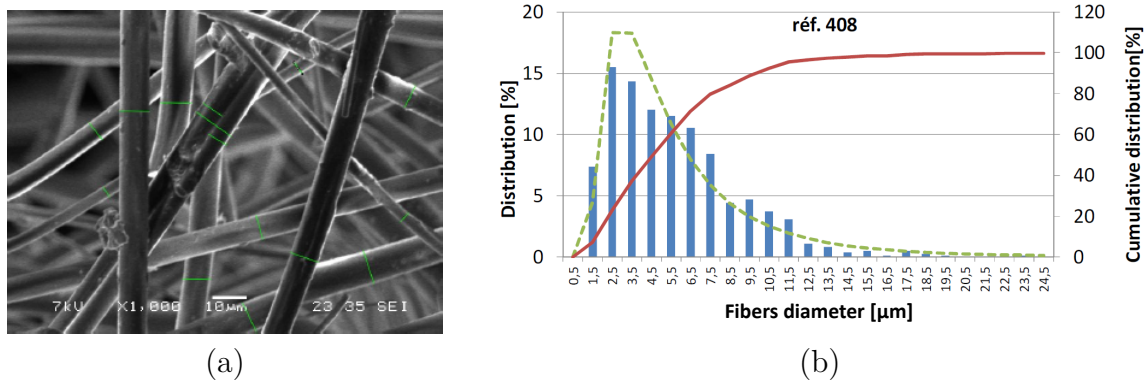 7kU X1,000 10µm 23 35 SEI
(a)
réf. 408
Distribution [%]
20
15
10
5
0
120
100
80
60
40
20
0
Cumulative distribution[%]
0,5 1,5 2,5 3,5 4,5 5,5 6,5 7,5 8,5 9,5 10,5 11,5 12,5 13,5 14,5 15,5 16,5 17,5 18,5 19,5 20,5 21,5 22,5 23,5 24,5
Fibers diameter [µm]
(b)